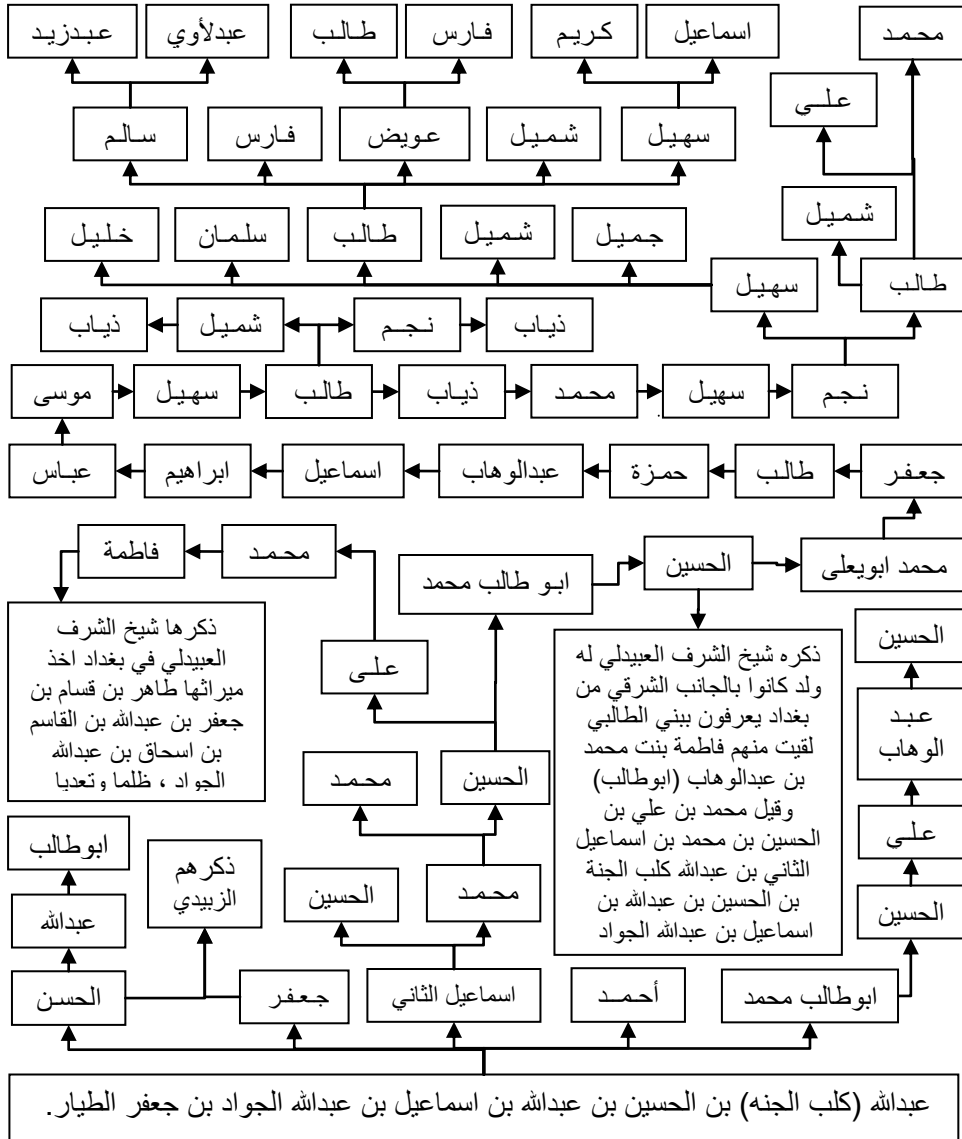 محمد
اسماعيل
كريم
فارس
طالب
عبدلأوي
عبدزيد
علي
سهيل
شميل
عويض
فارس
سالم
شميل
طالب
سهيل
جميل
شميل
طالب
سلمان
خليل
ذياب
نجم
شميل
ذياب
نجم
سهيل
محمد
ذياب
طالب
سهيل
موسى
جعفر
طالب
حمزة
عبدالوهاب
اسماعيل
ابراهيم
عباس
محمد ابويعلى
الحسين
ابو طالب محمد
محمد
فاطمة
ذكره شيخ الشرف العبيدلي له
ولد كانوا بالجانب الشرقي من
بغداد يعرفون ببني الطالبي
لقيت منهم فاطمة بنت محمد
بن عبدالوهاب (ابوطالب)
وقيل محمد بن علي بن
الحسين بن محمد بن اسماعيل
الثاني بن عبدالله كلب الجنة
بن الحسين بن عبدالله بن
اسماعيل بن عبدالله الجواد
ذكرها شيخ الشرف
العبيدلي في بغداد اخذ
ميراثها طاهر بن قسام بن
جعفر بن عبدالله بن القاسم
بن اسحاق بن عبدالله
الجواد ، ظلما وتعديا
الحسين
عبد
الوهاب
على
الحسين
على
الحسين
محمد
محمد
الحسين
ذكرهم
الزبيدي
ابوطالب
عبدالله
ابوطالب محمد
أحمد
اسماعيل الثاني
جعفر
الحسن
عبدالله (كلب الجنه) بن الحسين بن عبدالله بن اسماعيل بن عبدالله الجواد بن جعفر الطيار.